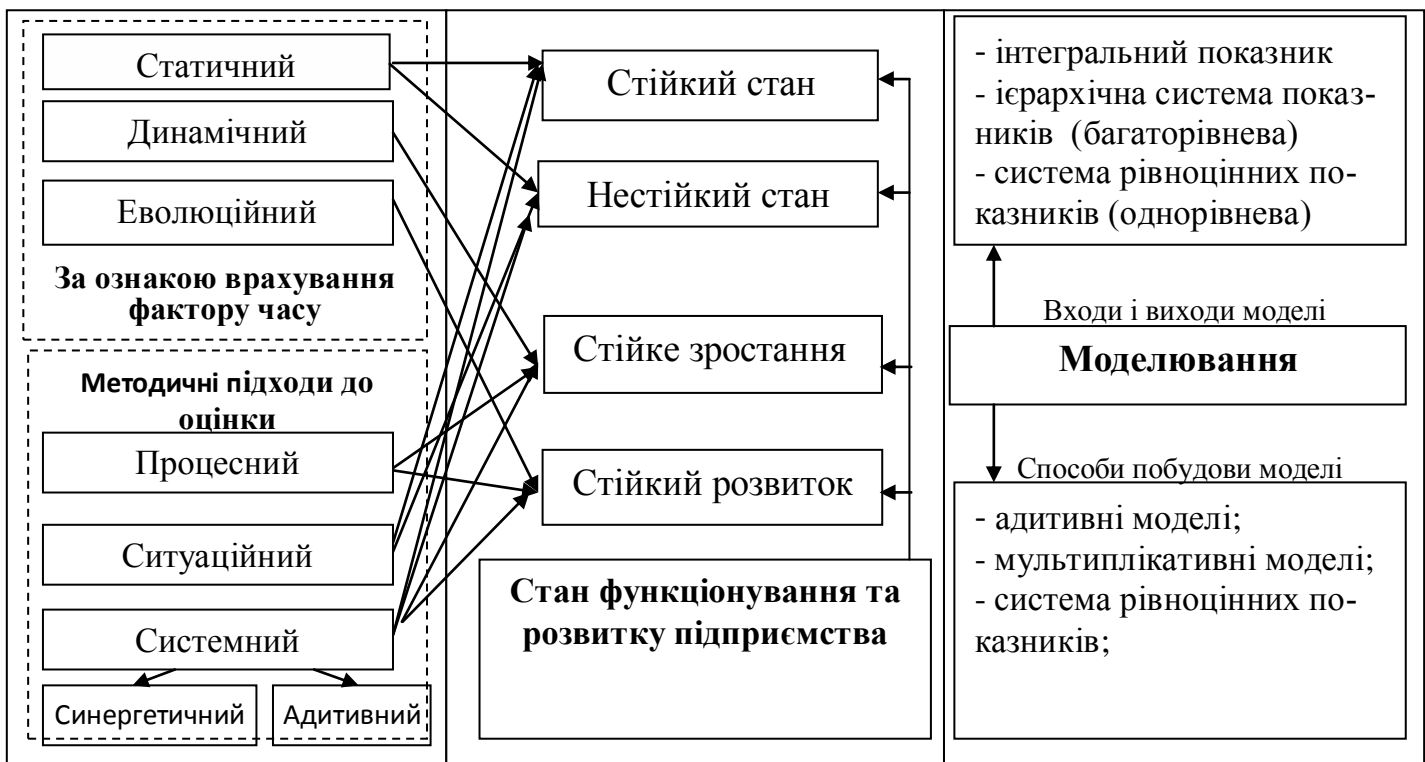 Статичний
Динамічний
Еволюційний
За ознакою врахування
фактору часу
Методичні підходи до
оцінки
Процесний
Ситуаційний
Системний
Синергетичний
Адитивний
Стійкий стан
Нестійкий стан
Стійке зростання
Стійкий розвиток
Стан функціонування та
розвитку підприємства
- інтегральний показник
- ієрархічна система показ-
ників (багаторівнева)
- система рівноцінних по-
казників (однорівнева)
Входи і виходи моделі
Моделювання
Способи побудови моделі
- адитивні моделі;
- мультиплікативні моделі;
- система рівноцінних по-
казників;